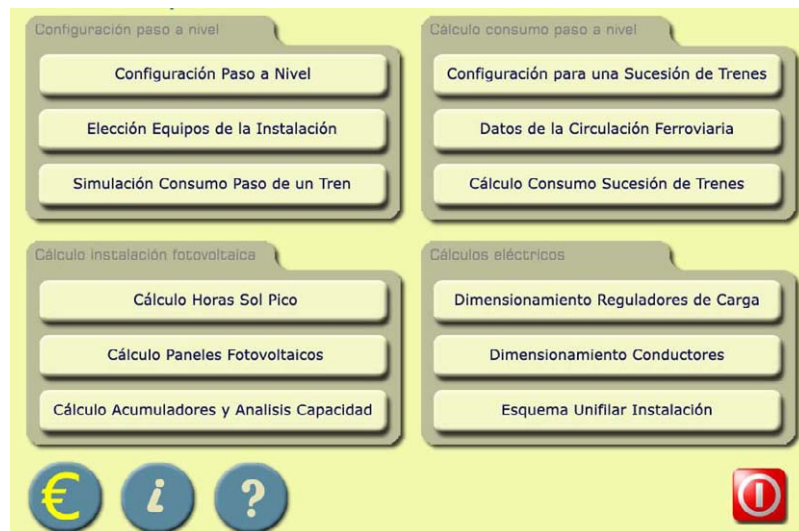 Configuración paso a nivel
Configuración Paso a Nivel
Elección Equipos de la Instalación
Simulación Consumo Paso de un Tren
Cálculo consumo paso a nivel
Configuración para una Sucesión de Trenes
Datos de la Circulación Ferroviaria
Cálculo Consumo Sucesión de Trenes
Cálculo instalación fotovoltaica
Cálculo Horas Sol Pico
Cálculo Paneles Fotovoltaicos
Cálculo Acumuladores y Analisis Capacidad
Cálculos eléctricos
Dimensionamiento Reguladores de Carga
Dimensionamiento Conductores
Esquema Unifilar Instalación
€ i ?